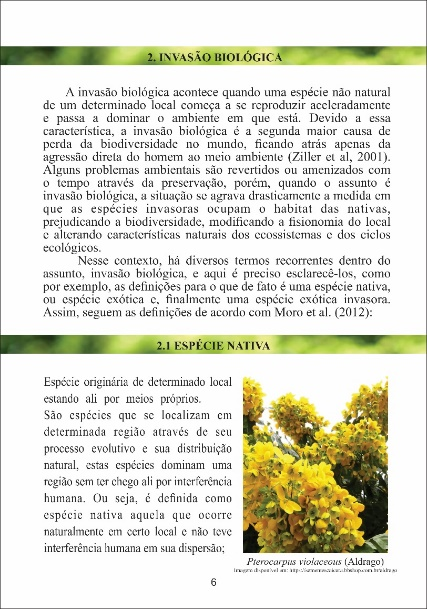 2. INVASÃO BIOLÓGICA
A invasão biológica acontece quando uma espécie não natural
de um determinado local começa a se reproduzir aceleradamente
e passa a dominar o ambiente em que está. Devido a essa
característica, a invasão biológica é a segunda maior causa de
perda da biodiversidade no mundo, ficando atrás apenas da
agressão direta do homem ao meio ambiente (Ziller et al, 2001).
Alguns problemas ambientais são revertidos ou amenizados com
o tempo através da preservação, porém, quando o assunto é
invasão biológica, a situação se agrava drasticamente a medida em
que as espécies invasoras ocupam o habitat das nativas,
prejudicando a biodiversidade, modificando a fisionomia do local
e alterando características naturais dos ecossistemas e dos ciclos
ecológicos.
Nesse contexto, há diversos termos recorrentes dentro do
assunto, invasão biológica, e aqui é preciso esclarecê-los, como
por exemplo, as definições para o que de fato é uma espécie nativa,
ou espécie exótica e, finalmente uma espécie exótica invasora.
Assim, seguem as definições de acordo com Moro et al. (2012):
2.1 ESPÉCIE NATIVA
Espécie originária de determinado local
estando ali por meios próprios.
São espécies que se localizam em
determinada região através de seu
processo evolutivo e sua distribuição
natural, estas espécies dominam uma
região sem ter chego ali por interferência
humana. Ou seja, é definida como
espécie nativa aquela que ocorre
naturalmente em certo local e não teve
interferência humana em sua dispersão;
Pterocarpus violaceous (Aldrago)
Imagem disponível em:
6